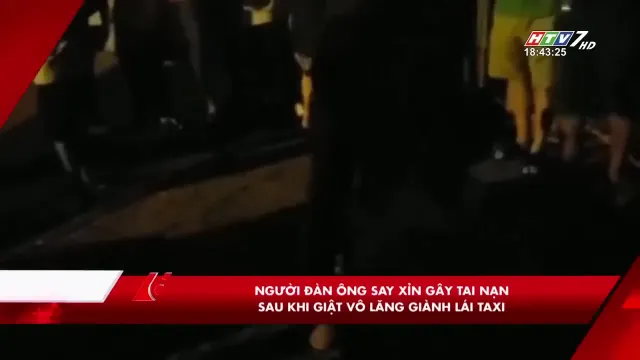 HTV7 HD
18:43:25
NGƯỜI ĐÀN ÔNG SAY XỈN GÂY TAI NẠN
SAU KHI GIẬT VÔ LĂNG GIÀNH LÁI TAXI